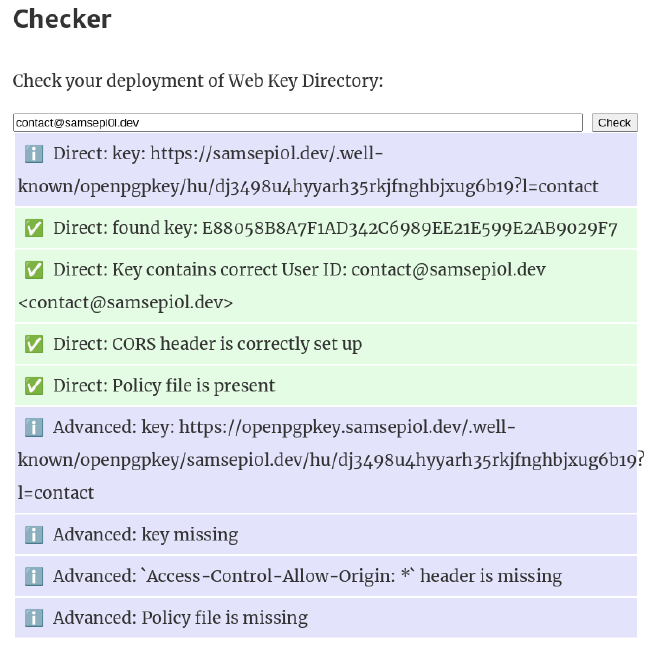 Checker
Check your deployment of Web Key Directory:
contact@samsepi0l.dev
Check
Direct: key: https://samsepi0l.dev/.well-
known/openpgpkey/hu/dj3498u4hyyarh35rkjfnghbjxug6b19?l=contact
Direct: found key: E88058B8A7F1AD342C6989EE21E599E2AB9029F7
Direct: Key contains correct User ID: contact@samsepi0l.dev
<contact@samsepi0l.dev>
Direct: CORS header is correctly set up
Direct: Policy file is present
Advanced: key: https://openpgpkey.samsepi0l.dev/.well-
known/openpgpkey/samsepi0l.dev/hu/dj3498u4hyyarh35rkjfnghbjxug6b19?
l=contact
Advanced: key missing
Advanced: `Access-Control-Allow-Origin: *` header is missing
Advanced: Policy file is missing